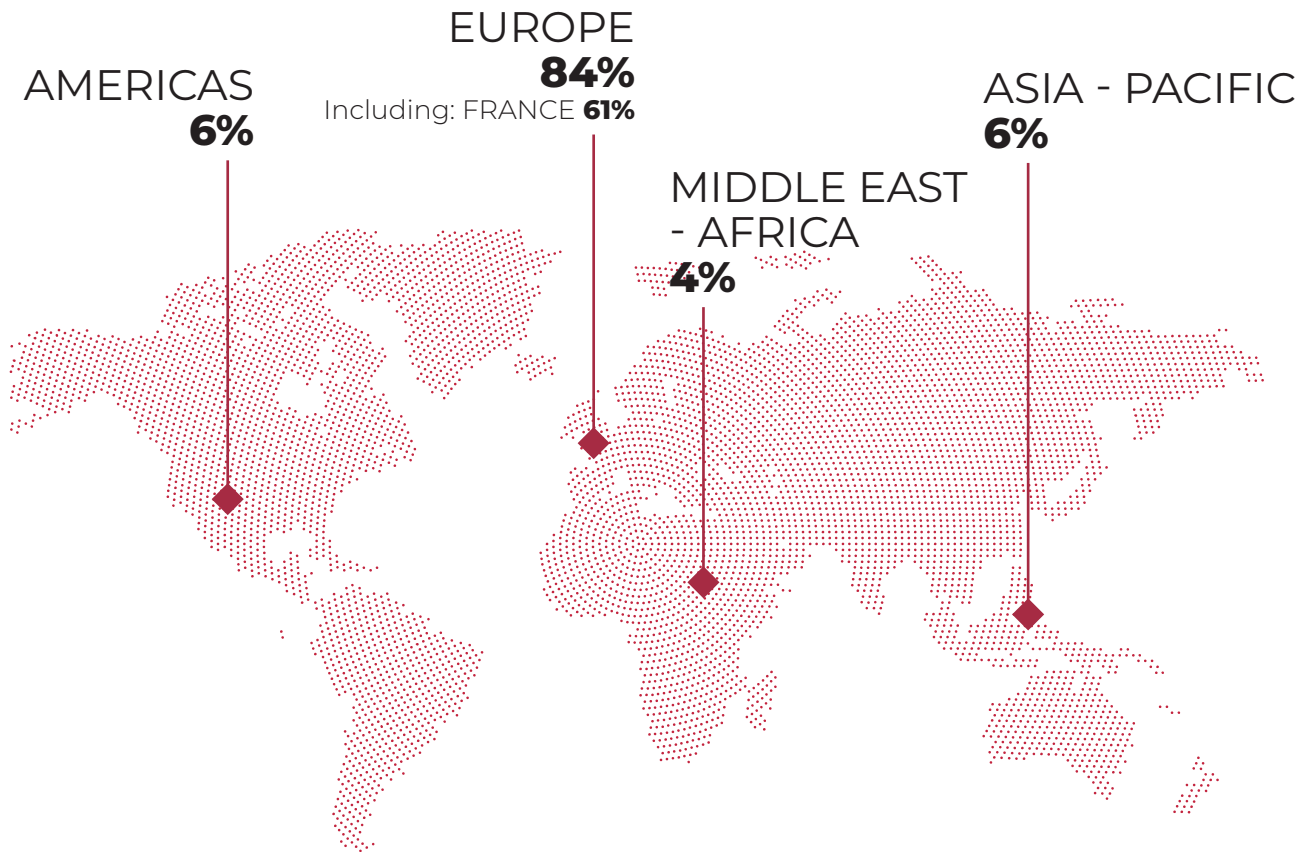 AMERICAS
6%
EUROPE
84%
Including: FRANCE 61%
MIDDLE EAST
- AFRICA
4%
ASIA - PACIFIC
6%